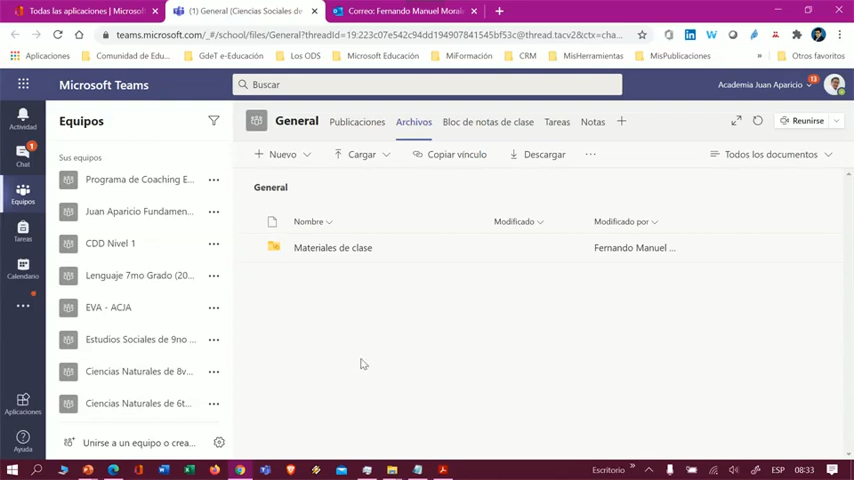 Todas las equipaciones | Microsof
(1) General (Ciencias Sociales de
Correo: Fernando Manuel Morale
teams.microsoft.com/_#/school/files/General?threadId=19:223c07e542c94dd194907841545bf53c@thread.tacv2&ctx=cha...
Aplicaciones
Comunidad de Edu...
GdeT e-Educación
Los ODS
MiFormación
CRM
MisHerramientas
MisPublicaciones
Otros favoritos
Microsoft Teams
Buscar
Academia Juan Aparicio
13
Actividad
Chat
1
Equipos
Tareas
Calendario
Aplicaciones
Ayuda
Equipos
Sus equipos
Programa de Coaching E...
Juan Aparicio Fundamen...
CDD Nivel 1
Lenguaje 7mo Grado (20...
EVA - ACJA
Estudios Sociales de 9no ...
Ciencias Naturales de 8v...
Ciencias Naturales de 6t...
Unirse a un equipo o crea...
General
Publicaciones
Archivos
Bloc de notas de clase
Tareas
Notas
Reunirse
Nuevo
Cargar
Copiar vínculo
Descargar
Todos los documentos
General
Nombre
Modificado
Modificado por
Materiales de clase
Fernando Manuel ...
Escritorio
ESP
08:33